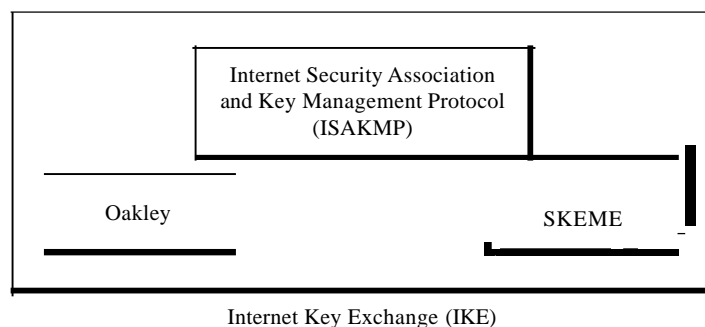 Internet Security Association
and Key Management Protocol
(ISAKMP)
Oakley
SKEME
Internet Key Exchange (IKE)